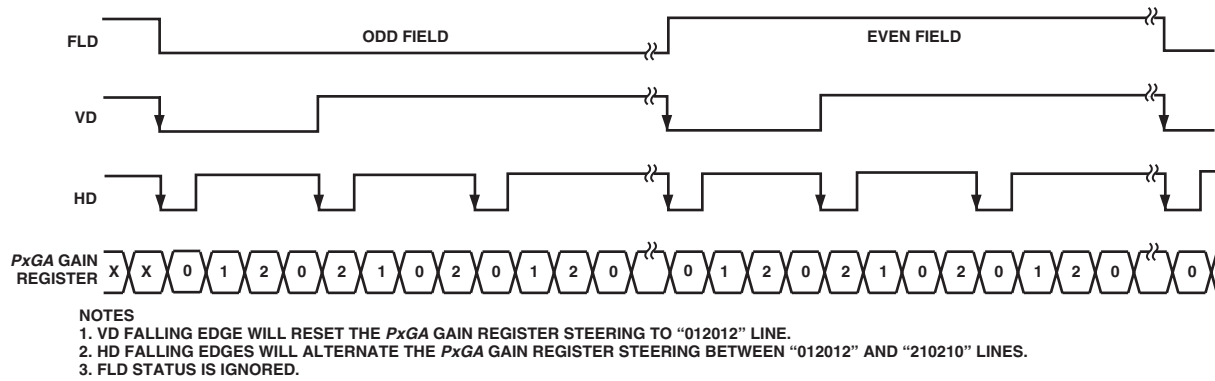 FLD
ODD FIELD
EVEN FIELD
VD
HD
PxGA GAIN
REGISTER
X X 0 1 2 0 2 1 0 2 0 1 2 0 0 1 2 0 2 1 0 2 0 1 2 0 0
NOTES
1. VD FALLING EDGE WILL RESET THE PxGA GAIN REGISTER STEERING TO “012012” LINE.
2. HD FALLING EDGES WILL ALTERNATE THE PxGA GAIN REGISTER STEERING BETWEEN “012012” AND “210210” LINES.
3. FLD STATUS IS IGNORED.